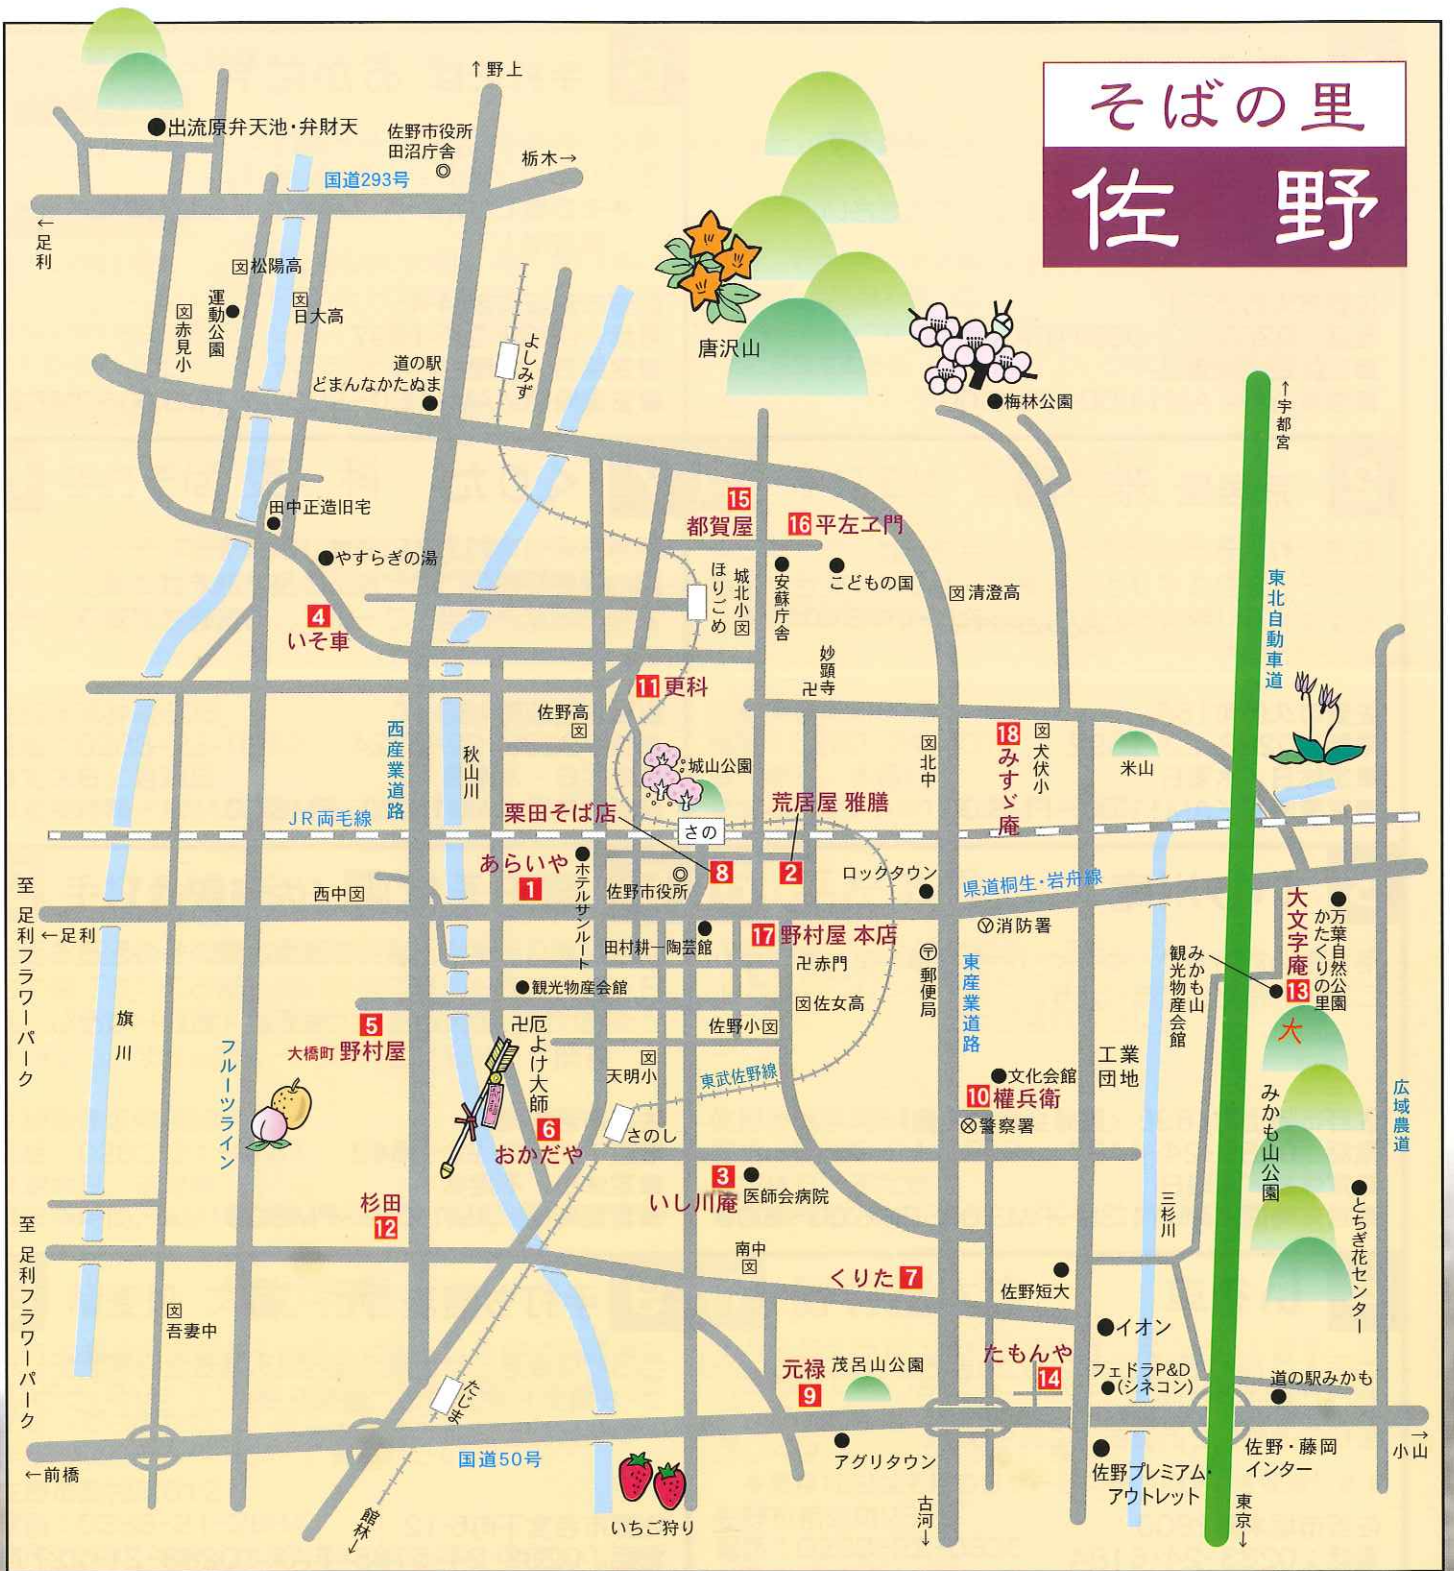 そばの里
佐野
↑野上
●出流原弁天池・弁財天
佐野市役所
田沼庁舎
◎
栃木→
国道293号
←足利
文松陽高
運動公園
文日大高
文赤見小
道の駅
どまんなかたぬま
よしみず
唐沢山
●梅林公園
↑宇都宮
田中正造旧宅
●やすらぎの湯
4
いそ車
15
都賀屋
16 平左ヱ門
ほりごめ
城北小文
安蘇庁舎
こどもの国
文清澄高
東北自動車道
妙顕寺
卍
11 更科
佐野高
文
西産業道路
秋山川
城山公園
文北中
18
みすゞ庵
文犬伏小
米山
JR両毛線
栗田そば店
さの
荒居屋 雅膳
あらいや
1
●ホテルサンルート
◎
佐野市役所
8
2
ロックタウン
県道桐生・岩舟線
西中文
至 足利フラワーパーク
←足利
田村耕一陶芸館
17 野村屋 本店
卍赤門
消防署
〒郵便局
東産業道路
みかも山
観光物産会館
大文字庵
13
万葉自然公園
かたくりの里
大
●観光物産会館
文佐女高
佐野小文
旗川
5
大橋町 野村屋
卍厄よけ大師
文
天明小
東武佐野線
フルーツライン
6
おかだや
さのし
●文化会館
10 權兵衛
警察署
工業
団地
みかも山公園
広域農道
杉田
12
3
いし川庵
医師会病院
三杉川
とちぎ花センター
至 足利フラワーパーク
南中
文
くりた 7
佐野短大
文
吾妻中
●イオン
たもんや
14
フェドラP&D
●(シネコン)
元禄
9
茂呂山公園
道の駅みかも
たじま
国道50号
←前橋
アグリタウン
佐野プレミアム・
アウトレット
佐野・藤岡
インター
→
小山
館林→
いちご狩り
古河→
東京→